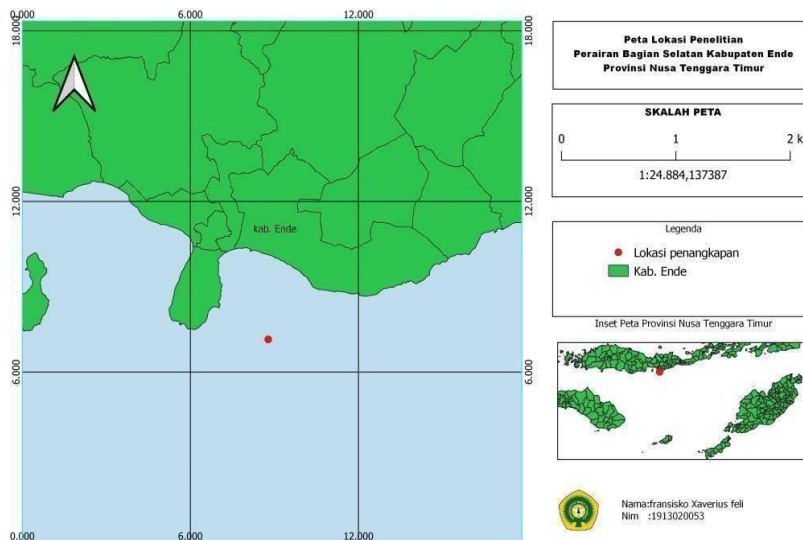 6.000
12.000
18.000
18.000
12.000
12.000
kab. Ende
6.000
6.000
0.000
0.000
6.000
12.000
Peta Lokasi Penelitian
Perairan Bagian Selatan Kabupaten Ende
Provinsi Nusa Tenggara Timur
SKALAH PETA
0 1 2 k
1:24.884,137387
Legenda
Lokasi penangkapan
Kab. Ende
Inset Peta Provinsi Nusa Tenggara Timur
Nama:fransisko Xaverius feli
Nim :1913020053